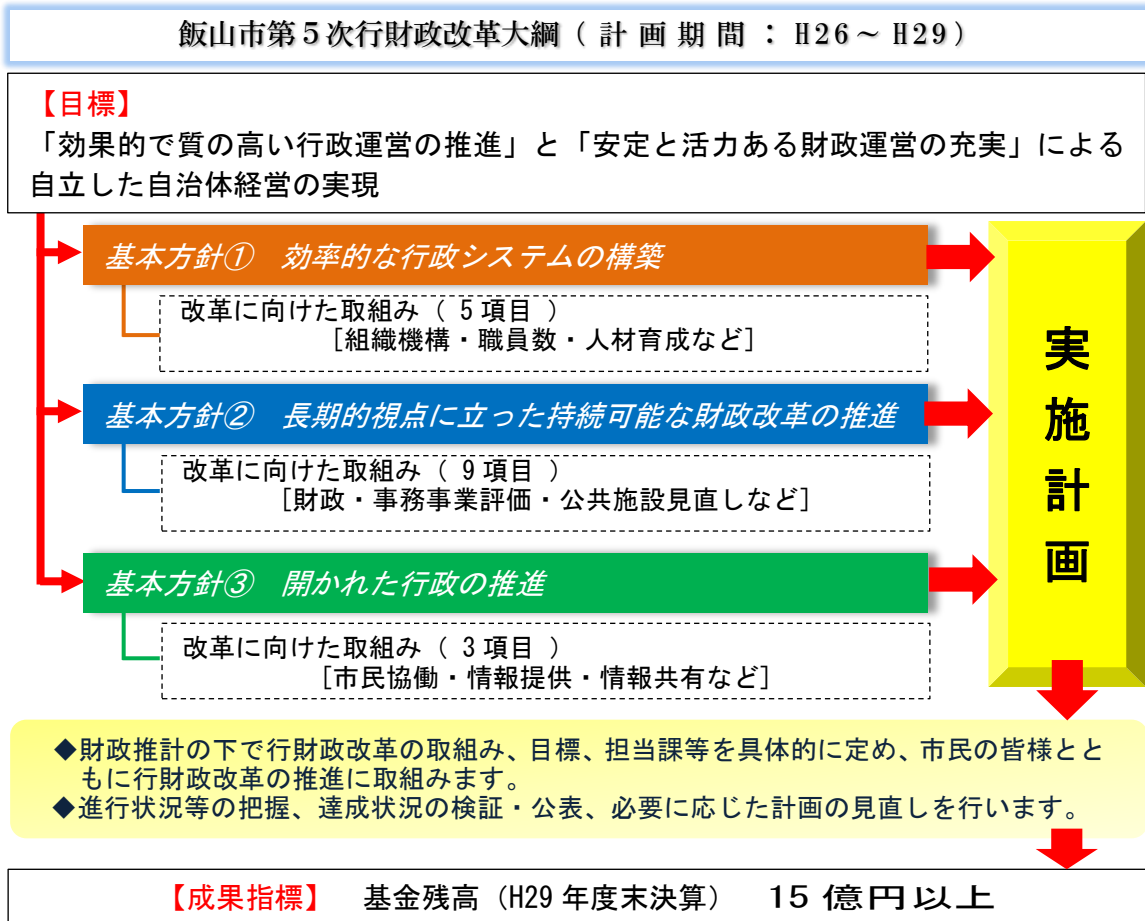 飯山市第5次行財政改革大綱（計画期間：H26～H29）
【目標】
「効果的で質の高い行政運営の推進」と「安定と活力ある財政運営の充実」による
自立した自治体経営の実現
基本方針① 効率的な行政システムの構築
改革に向けた取組み（ 5項目 ）
[組織機構・職員数・人材育成など]
基本方針② 長期的視点に立った持続可能な財政改革の推進
改革に向けた取組み（ 9項目 ）
[財政・事務事業評価・公共施設見直しなど]
基本方針③ 開かれた行政の推進
改革に向けた取組み（ 3項目 ）
[市民協働・情報提供・情報共有など]
実施計画
◆財政推計の下で行財政改革の取組み、目標、担当課等を具体的に定め、市民の皆様とと
もに行財政改革の推進に取組みます。
◆進行状況等の把握、達成状況の検証・公表、必要に応じた計画の見直しを行います。
【成果指標】 基金残高（H29年度末決算） 15億円以上